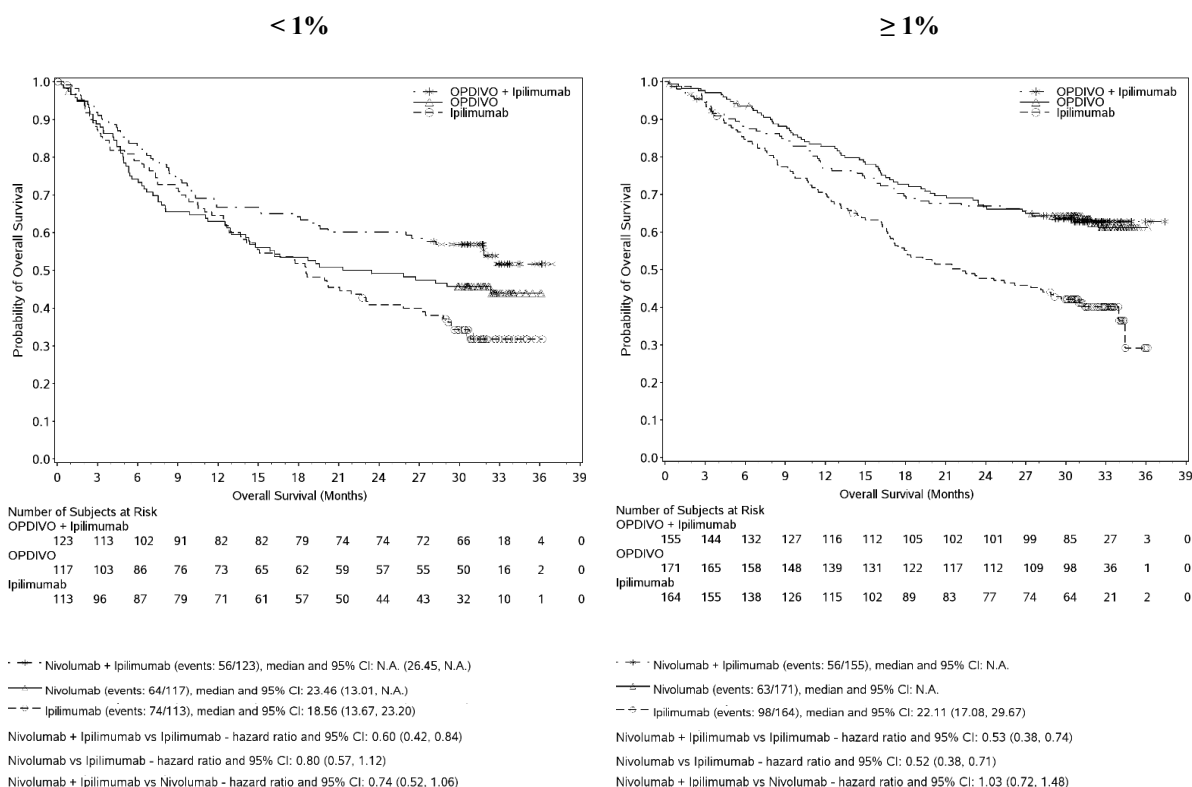 < 1%
≥ 1%
1.0
0.9
0.8
0.7
0.6
0.5
0.4
0.3
0.2
0.1
0.0
Probability of Overall Survival
OPDIVO + Ipilimumab
OPDIVO
Ipilimumab
0 3 6 9 12 15 18 21 24 27 30 33 36 39
Overall Survival (Months)
Number of Subjects at Risk
OPDIVO + Ipilimumab
123 113 102 91 82 82 79 74 74 72 66 18 4 0
OPDIVO
117 103 86 76 73 65 62 59 57 55 50 16 2 0
Ipilimumab
113 96 87 79 71 61 57 50 44 43 32 10 1 0
Nivolumab + Ipilimumab (events: 56/123), median and 95% CI: N.A. (26.45, N.A.)
Nivolumab (events: 64/117), median and 95% CI: 23.46 (13.01, N.A.)
Ipilimumab (events: 74/113), median and 95% CI: 18.56 (13.67, 23.20)
Nivolumab + Ipilimumab vs Ipilimumab - hazard ratio and 95% CI: 0.60 (0.42, 0.84)
Nivolumab vs Ipilimumab - hazard ratio and 95% CI: 0.80 (0.57, 1.12)
Nivolumab + Ipilimumab vs Nivolumab - hazard ratio and 95% CI: 0.74 (0.52, 1.06)
1.0
0.9
0.8
0.7
0.6
0.5
0.4
0.3
0.2
0.1
0.0
Probability of Overall Survival
OPDIVO + Ipilimumab
OPDIVO
Ipilimumab
0 3 6 9 12 15 18 21 24 27 30 33 36 39
Overall Survival (Months)
Number of Subjects at Risk
OPDIVO + Ipilimumab
155 144 132 127 116 112 105 102 101 99 85 27 3 0
OPDIVO
171 165 158 148 139 131 122 117 112 109 98 36 1 0
Ipilimumab
164 155 138 126 115 102 89 83 77 74 64 21 2 0
Nivolumab + Ipilimumab (events: 56/155), median and 95% CI: N.A.
Nivolumab (events: 63/171), median and 95% CI: N.A.
Ipilimumab (events: 98/164), median and 95% CI: 22.11 (17.08, 29.67)
Nivolumab + Ipilimumab vs Ipilimumab - hazard ratio and 95% CI: 0.53 (0.38, 0.74)
Nivolumab vs Ipilimumab - hazard ratio and 95% CI: 0.52 (0.38, 0.71)
Nivolumab + Ipilimumab vs Nivolumab - hazard ratio and 95% CI: 1.03 (0.72, 1.48)